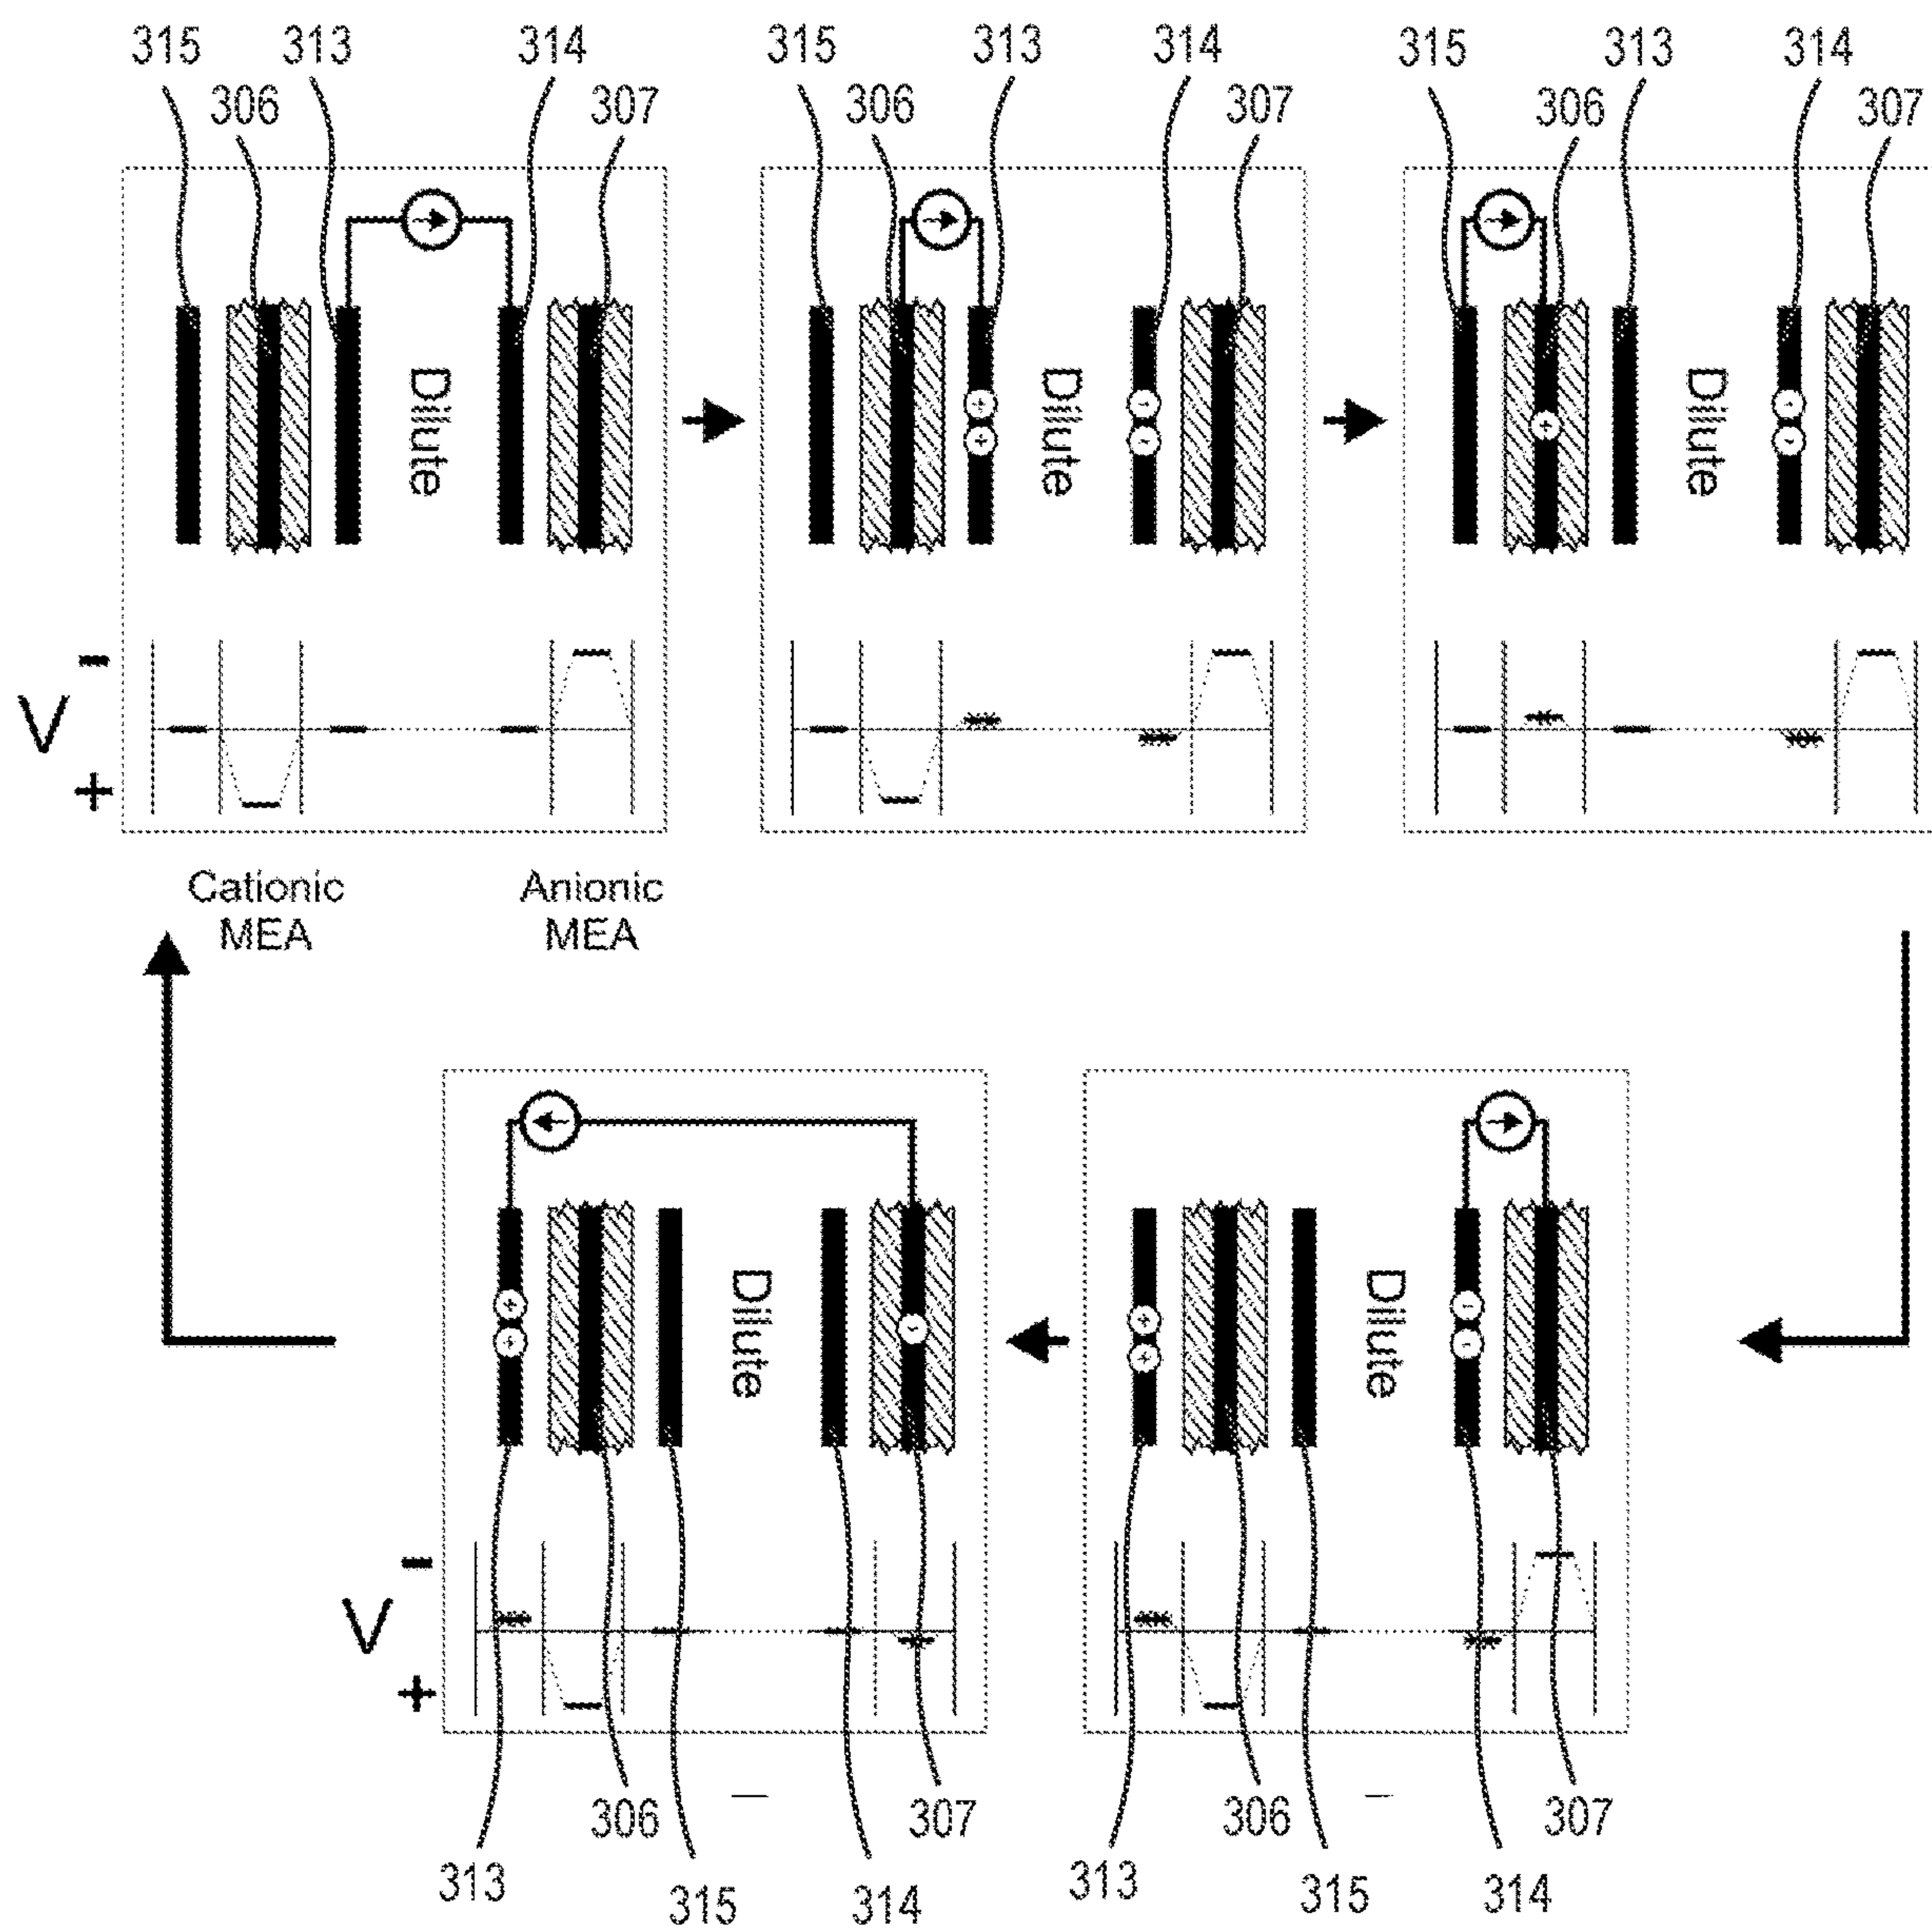 315 313 314 315 313 314 315 313 314
306 307 306 307 306 307
Dilute Dilute Dilute
-
V
+
Cationic
MEA
Anionic
MEA
Dilute Dilute
-
V
+
306 307 306 307
313 315 314 313 315 314